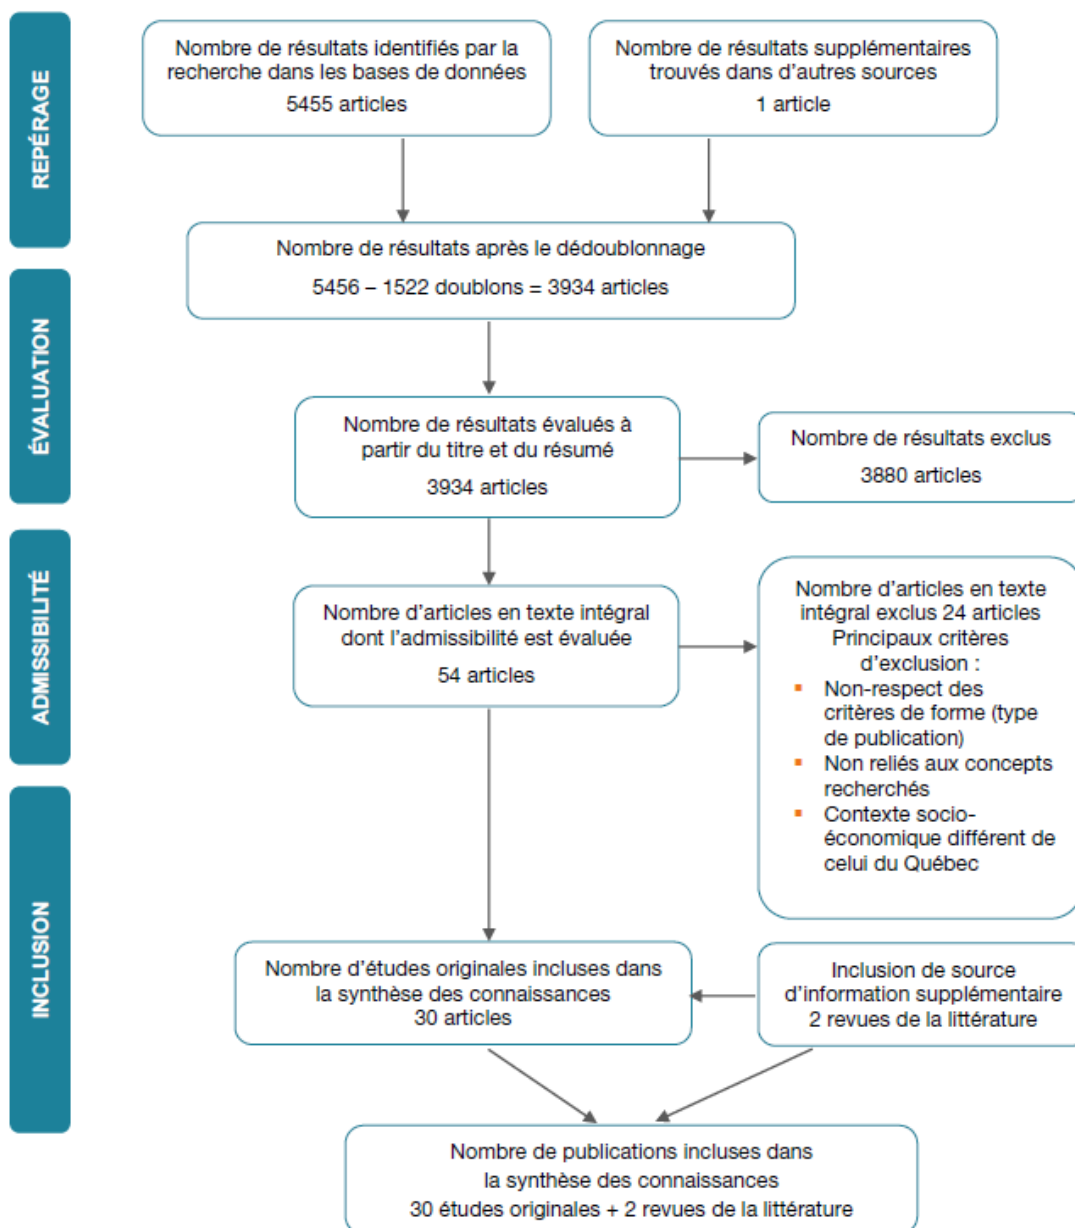 REPÉRAGE
Nombre de résultats identifiés par la
recherche dans les bases de données
5455 articles
Nombre de résultats supplémentaires
trouvés dans d'autres sources
1 article
Nombre de résultats après le dédoublonnage
5456 – 1522 doublons = 3934 articles
ÉVALUATION
Nombre de résultats évalués à
partir du titre et du résumé
3934 articles
Nombre de résultats exclus
3880 articles
ADMISSIBILITÉ
Nombre d'articles en texte intégral
dont l'admissibilité est évaluée
54 articles
Nombre d'articles en texte
intégral exclus 24 articles
Principaux critères
d'exclusion :
▪ Non-respect des
critères de forme (type
de publication)
▪ Non reliés aux concepts
recherchés
▪ Contexte socio-
économique différent de
celui du Québec
INCLUSION
Nombre d'études originales incluses dans
la synthèse des connaissances
30 articles
Inclusion de source
d'information supplémentaire
2 revues de la littérature
Nombre de publications incluses dans
la synthèse des connaissances
30 études originales + 2 revues de la littérature